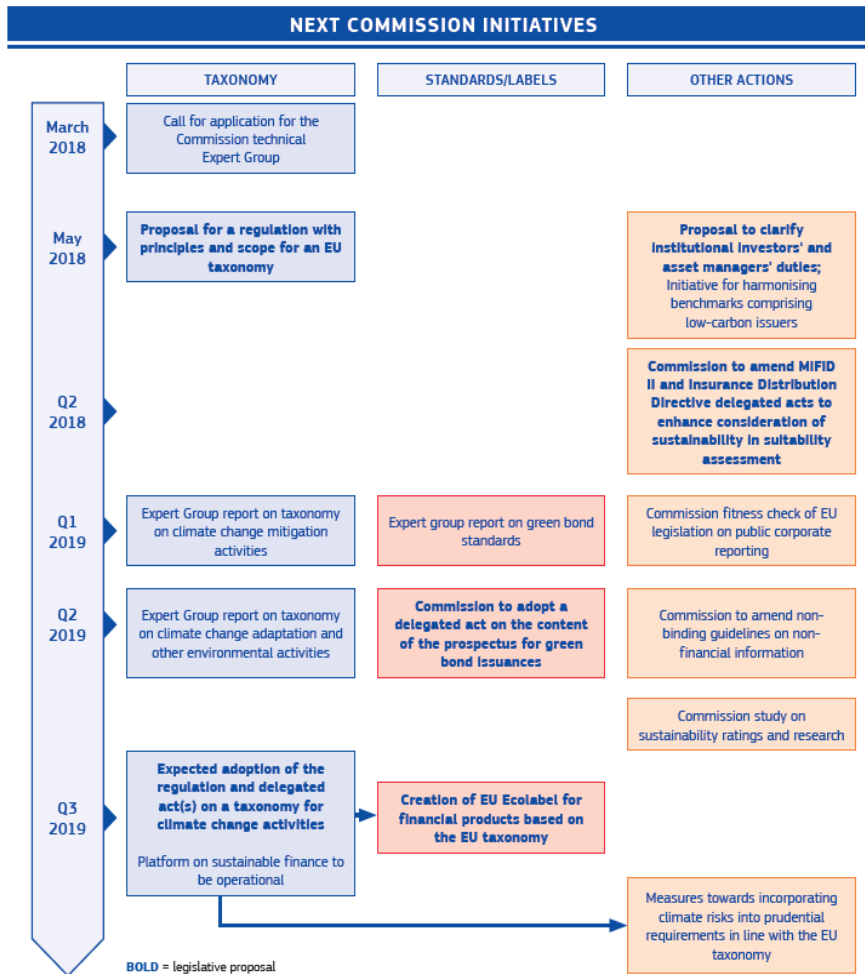 NEXT COMMISSION INITIATIVES
TAXONOMY
STANDARDS/LABELS
OTHER ACTIONS
March
2018
Call for application for the
Commission technical
Expert Group
May
2018
Proposal for a regulation with
principles and scope for an EU
taxonomy
Proposal to clarify
institutional investors' and
asset managers' duties;
Initiative for harmonising
benchmarks comprising
low-carbon issuers
Q2
2018
Commission to amend MiFID
II and Insurance Distribution
Directive delegated acts to
enhance consideration of
sustainability in suitability
assessment
Q1
2019
Expert Group report on taxonomy
on climate change mitigation
activities
Expert group report on green bond
standards
Commission fitness check of EU
legislation on public corporate
reporting
Q2
2019
Expert Group report on taxonomy
on climate change adaptation and
other environmental activities
Commission to adopt a
delegated act on the content
of the prospectus for green
bond issuances
Commission to amend non-
binding guidelines on non-
financial information
Commission study on
sustainability ratings and research
Q3
2019
Expected adoption of the
regulation and delegated
act(s) on a taxonomy for
climate change activities
Platform on sustainable finance to
be operational
Creation of EU Ecolabel for
financial products based on
the EU taxonomy
Measures towards incorporating
climate risks into prudential
requirements in line with the EU
taxonomy
BOLD = legislative proposal